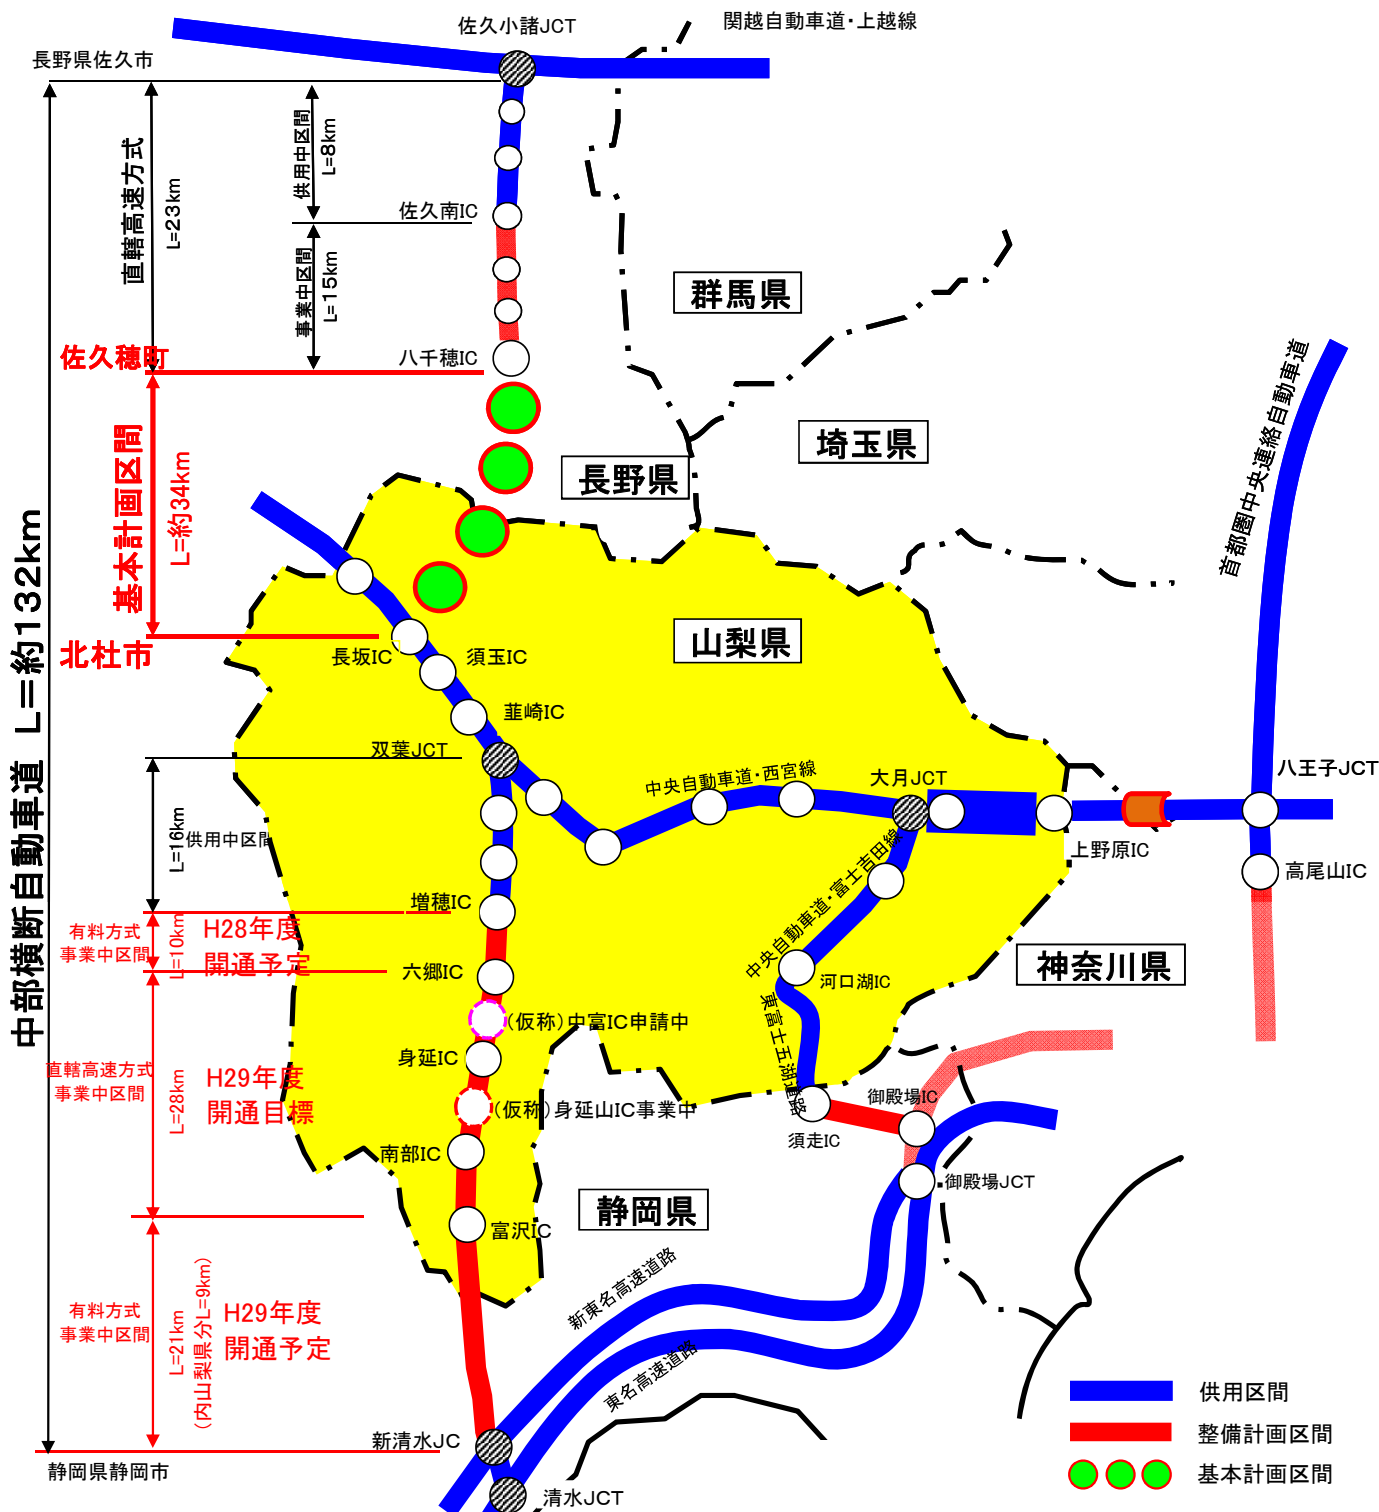 佐久小諸JCT
関越自動車道・上越線
長野県佐久市
直轄高速方式
L=23km
供用中区間
L=8km
佐久南IC
事業中区間
L=15km
群馬県
佐久穂町
八千穂IC
首都圏中央連絡自動車道
埼玉県
長野県
基本計画区間
L=約34km
中部横断自動車道 L=約132km
山梨県
北杜市
長坂IC
須玉IC
韮崎IC
双葉JCT
中央自動車道・西宮線
大月JCT
八王子JCT
L=16km
供用中区間
上野原IC
高尾山IC
増穂IC
中央自動車道・富士吉田線
有料方式
事業中区間
L=10km
H28年度
開通予定
六郷IC
河口湖IC
神奈川県
(仮称)中富IC申請中
東富士五湖道路
身延IC
直轄高速方式
事業中区間
L=28km
H29年度
開通目標
(仮称)身延山IC事業中
御殿場IC
須走IC
南部IC
御殿場JCT
静岡県
富沢IC
新東名高速道路
有料方式
事業中区間
L=21km
(内山梨県分L=9km)
H29年度
開通予定
東名高速道路
供用区間
新清水JC
整備計画区間
静岡県静岡市
基本計画区間
清水JCT